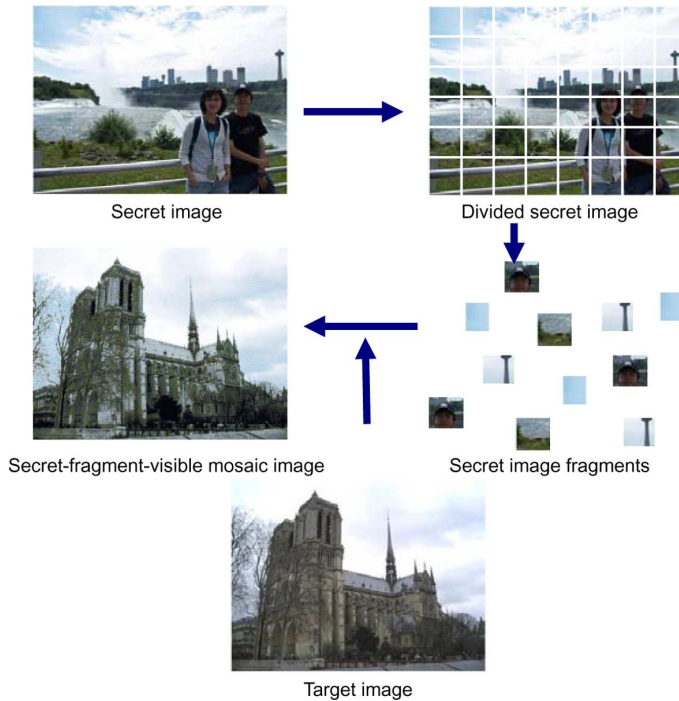 Secret image
Divided secret image
Secret-fragment-visible mosaic image
Secret image fragments
Target image